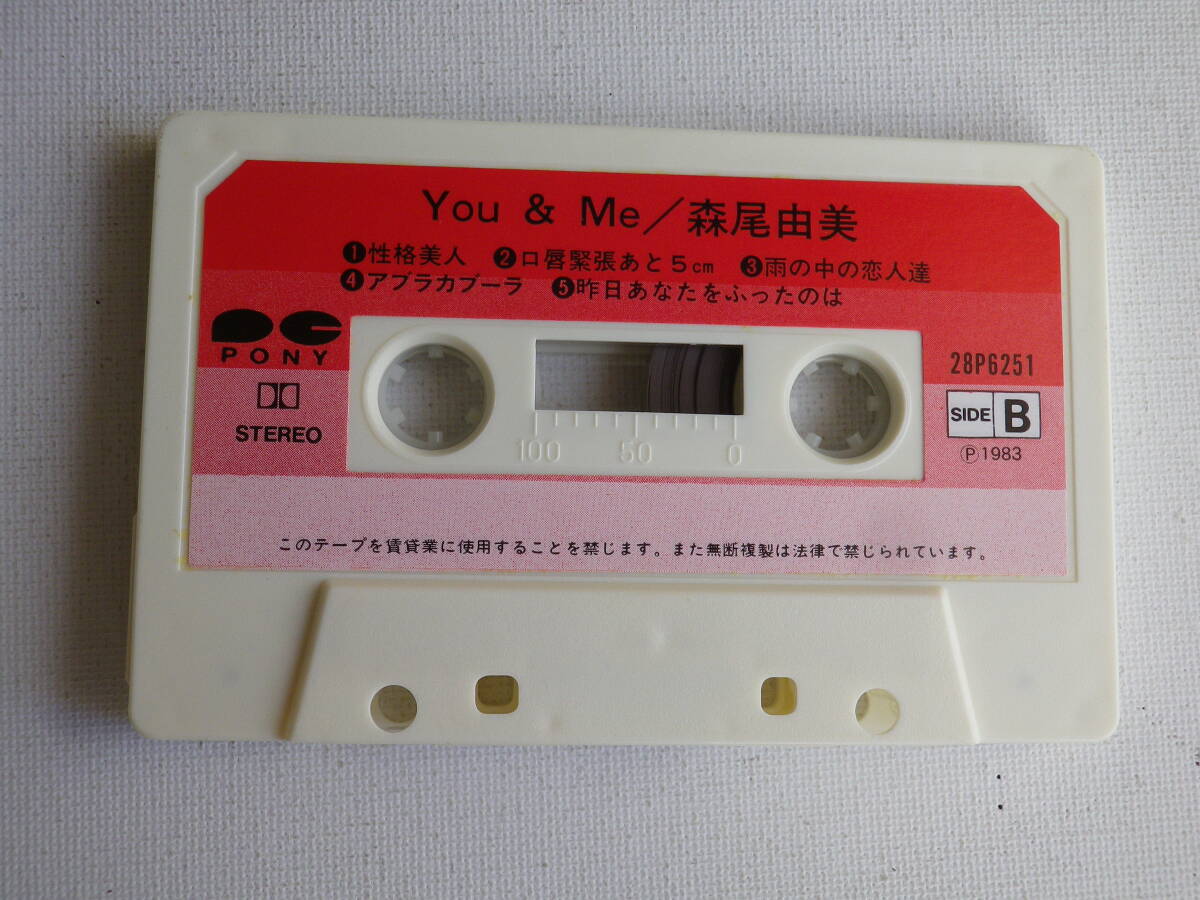 You & Me／森尾由美
❶性格美人 ❷口唇緊張あと5cm ❸雨の中の恋人達
❹アブラカブーラ ❺昨日あなたをふったのは
PC
PONY
STEREO
28P6251
SIDE B
Ⓟ1983
100 50 0
このテープを賃貸業に使用することを禁じます。また無断複製は法律で禁じられています。